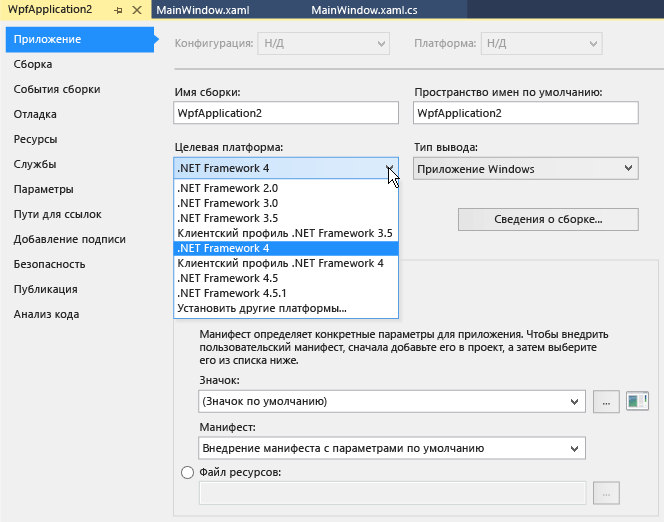 WpfApplication2
MainWindow.xaml
MainWindow.xaml.cs
Приложение
Сборка
События сборки
Отладка
Ресурсы
Службы
Параметры
Пути для ссылок
Добавление подписи
Безопасность
Публикация
Анализ кода
Конфигурация:
Н/Д
Платформа:
Н/Д
Имя сборки:
Пространство имен по умолчанию:
WpfApplication2
WpfApplication2
Целевая платформа:
Тип вывода:
.NET Framework 4
Приложение Windows
.NET Framework 2.0
.NET Framework 3.0
.NET Framework 3.5
Клиентский профиль .NET Framework 3.5
.NET Framework 4
Клиентский профиль .NET Framework 4
.NET Framework 4.5
.NET Framework 4.5.1
Установить другие платформы...
Сведения о сборке...
Манифест определяет конкретные параметры для приложения. Чтобы внедрить
пользовательский манифест, сначала добавьте его в проект, а затем выберите
его из списка ниже.
Значок:
(Значок по умолчанию)
...
Манифест:
Внедрение манифеста с параметрами по умолчанию
Файл ресурсов:
...